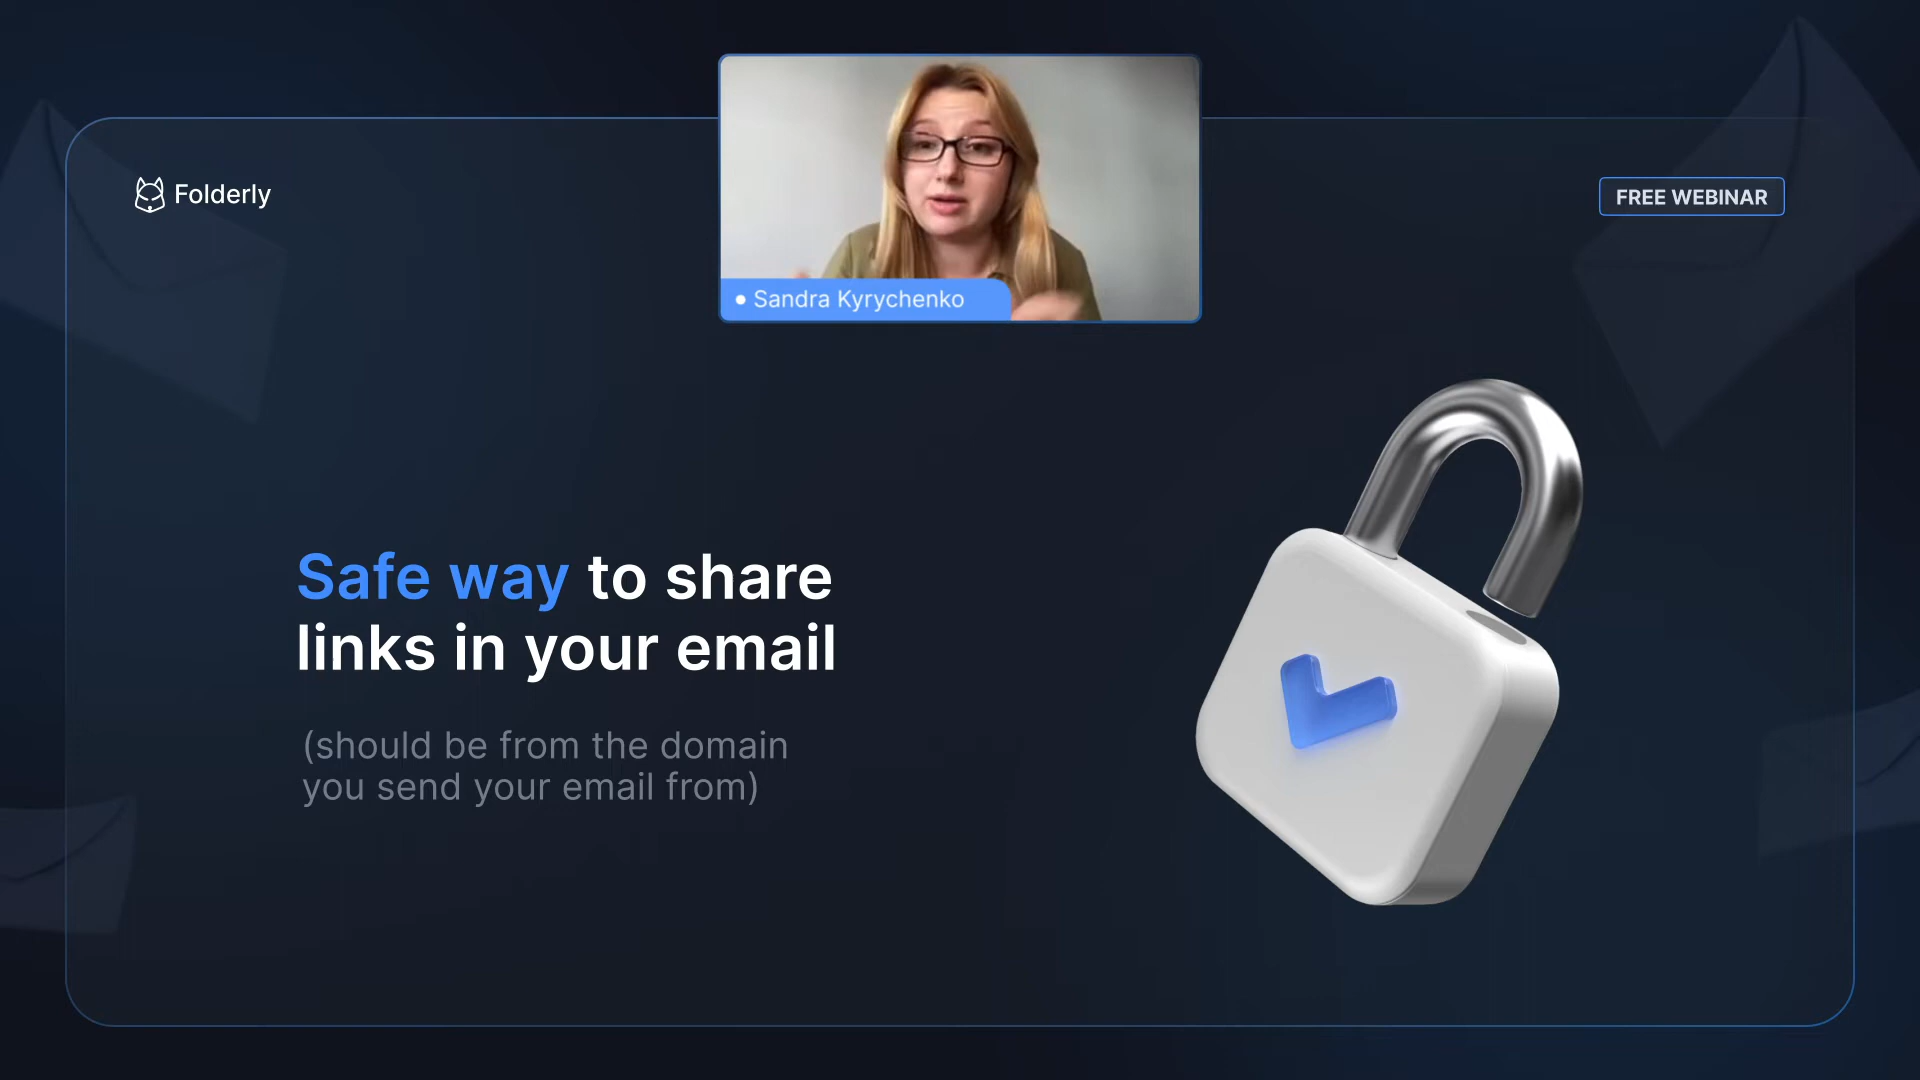 Folderly
FREE WEBINAR
Sandra Kyrychenko
Safe way to share
links in your email
(should be from the domain
you send your email from)